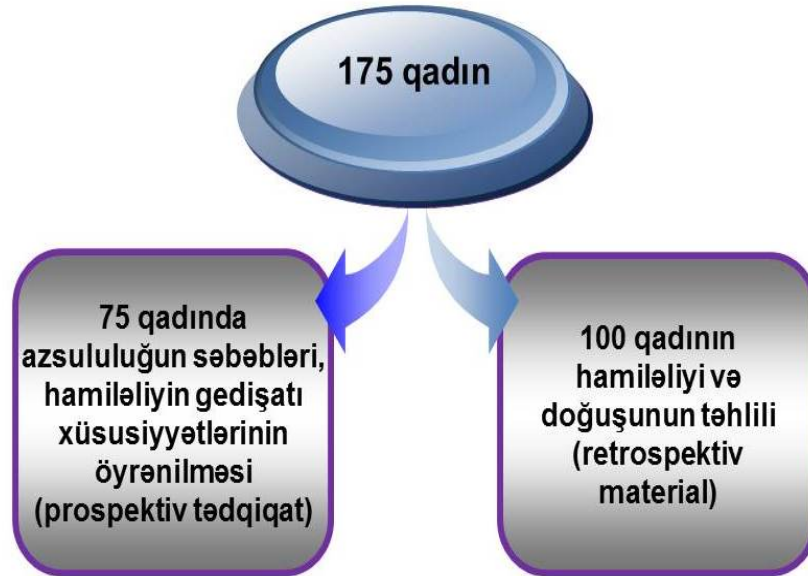 175 qadın
75 qadında
azsululuğun səbəbləri,
hamiləliyin gedişatı
xüsusiyyətlərinin
öyrənilməsi
(prospektiv tədqiqat)
100 qadının
hamiləliyi və
doğuşunun təhlili
(retrospektiv
material)